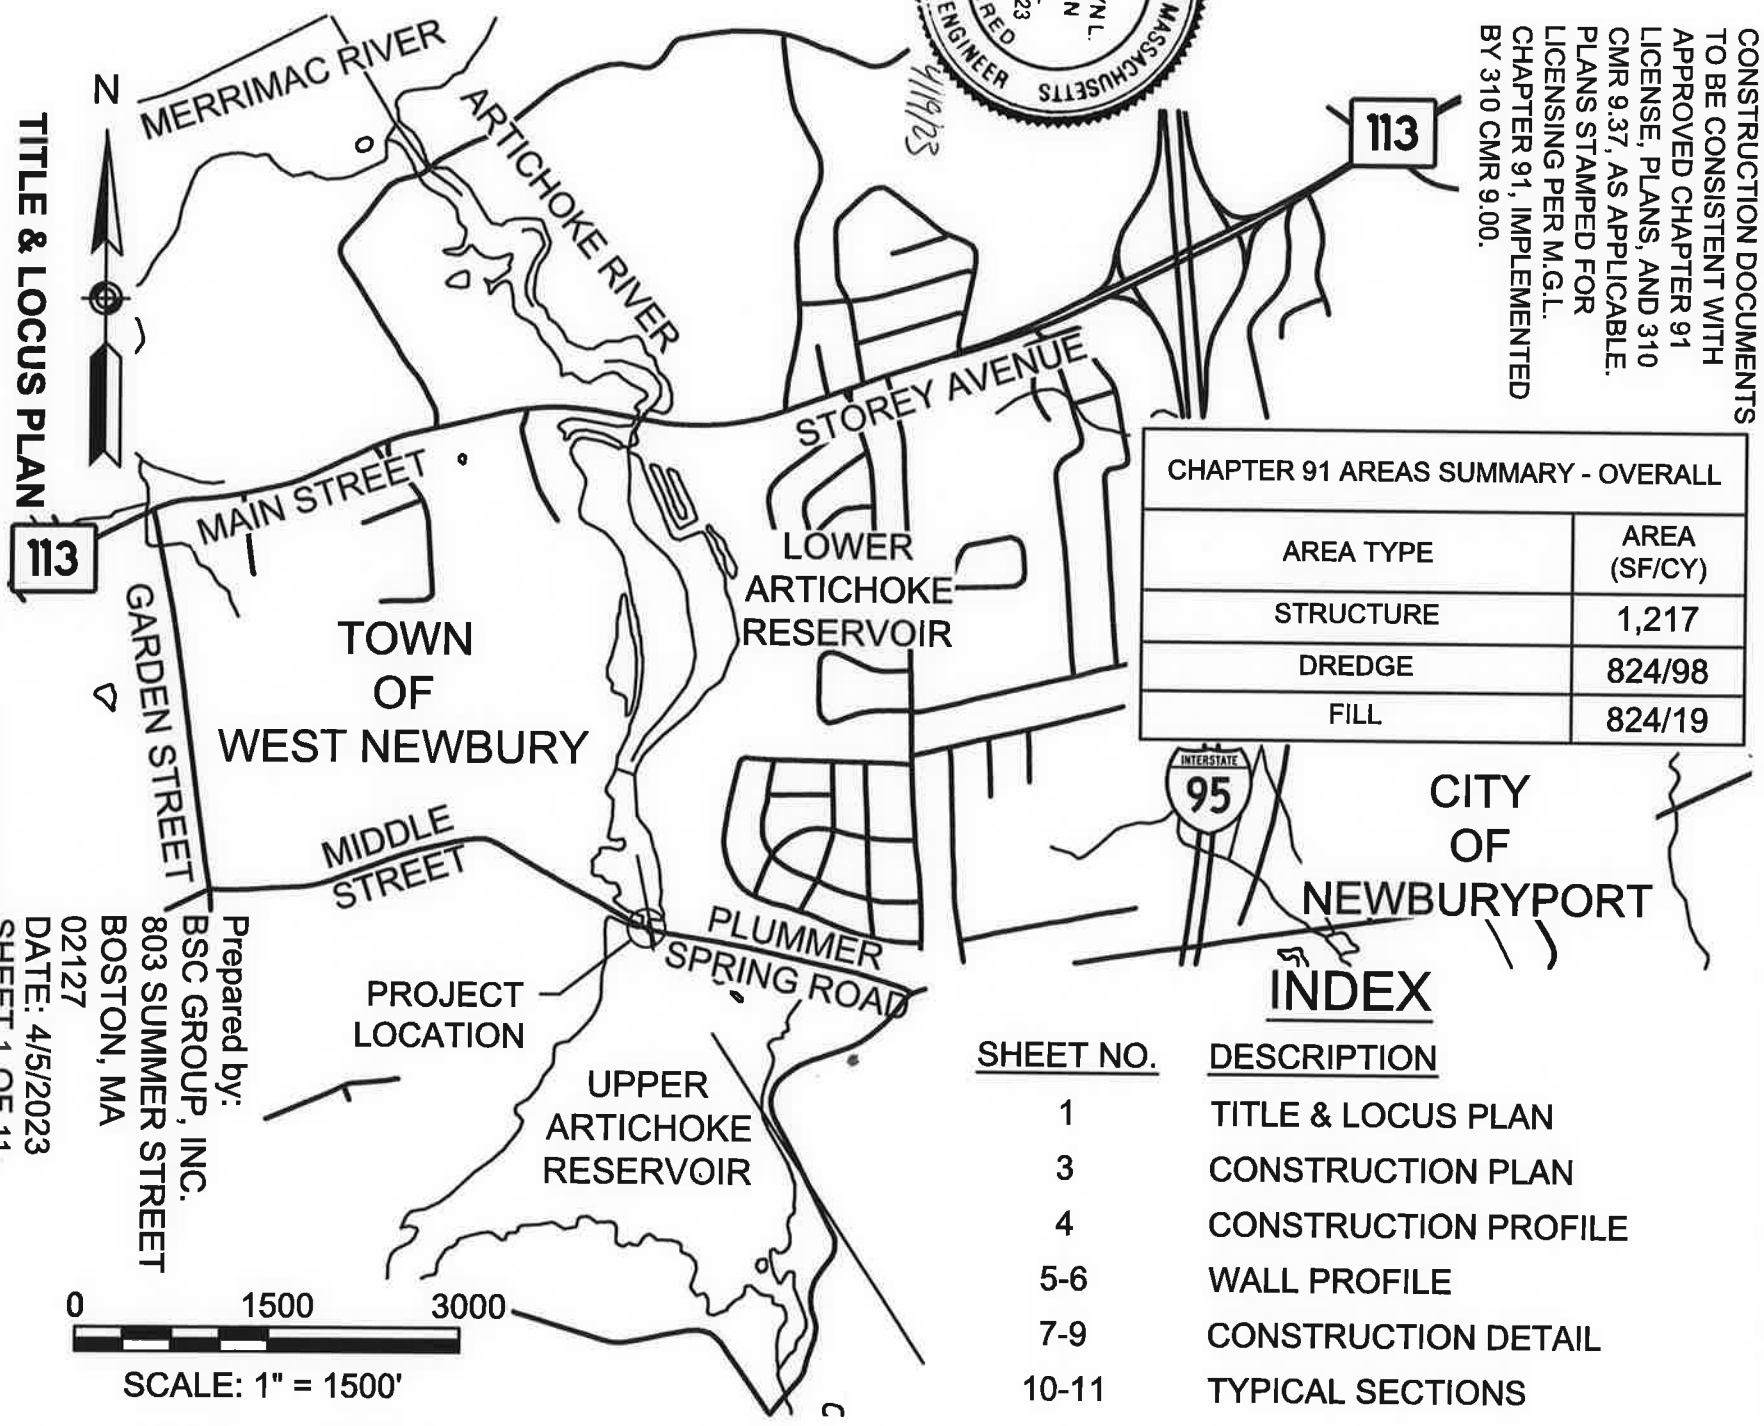 CONSTRUCTION DOCUMENTS
TO BE CONSISTENT WITH
APPROVED CHAPTER 91
LICENSE, PLANS, AND 310
CMR 9.37, AS APPLICABLE.
PLANS STAMPED FOR
LICENSING PER M.G.L.
CHAPTER 91, IMPLEMENTED
BY 310 CMR 9.00.
MASSACHUSETTS
ENGINEER
4/19/23
N
MERRIMAC RIVER
ARTICHOKE RIVER
113
STOREY AVENUE
MAIN STREET
113
GARDEN STREET
TOWN
OF
WEST NEWBURY
LOWER
ARTICHOKE
RESERVOIR
CHAPTER 91 AREAS SUMMARY - OVERALL
AREA TYPE
AREA
(SF/CY)
STRUCTURE 1,217
DREDGE 824/98
FILL 824/19
INTERSTATE
95
CITY
OF
NEWBURYPORT
MIDDLE
STREET
PLUMMER
SPRING ROAD
PROJECT
LOCATION
UPPER
ARTICHOKE
RESERVOIR
INDEX
SHEET NO. DESCRIPTION
1 TITLE & LOCUS PLAN
3 CONSTRUCTION PLAN
4 CONSTRUCTION PROFILE
5-6 WALL PROFILE
7-9 CONSTRUCTION DETAIL
10-11 TYPICAL SECTIONS
0 1500 3000
SCALE: 1" = 1500'
TITLE & LOCUS PLAN
Prepared by:
BSC GROUP, INC.
803 SUMMER STREET
BOSTON, MA
02127
DATE: 4/5/2023
SHEET 1 OF 11